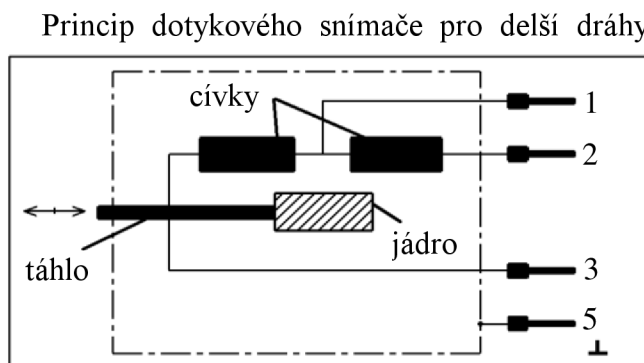 Princip dotykového snímače pro delší dráhy
cívky
1
2
jádro
táhlo
3
5